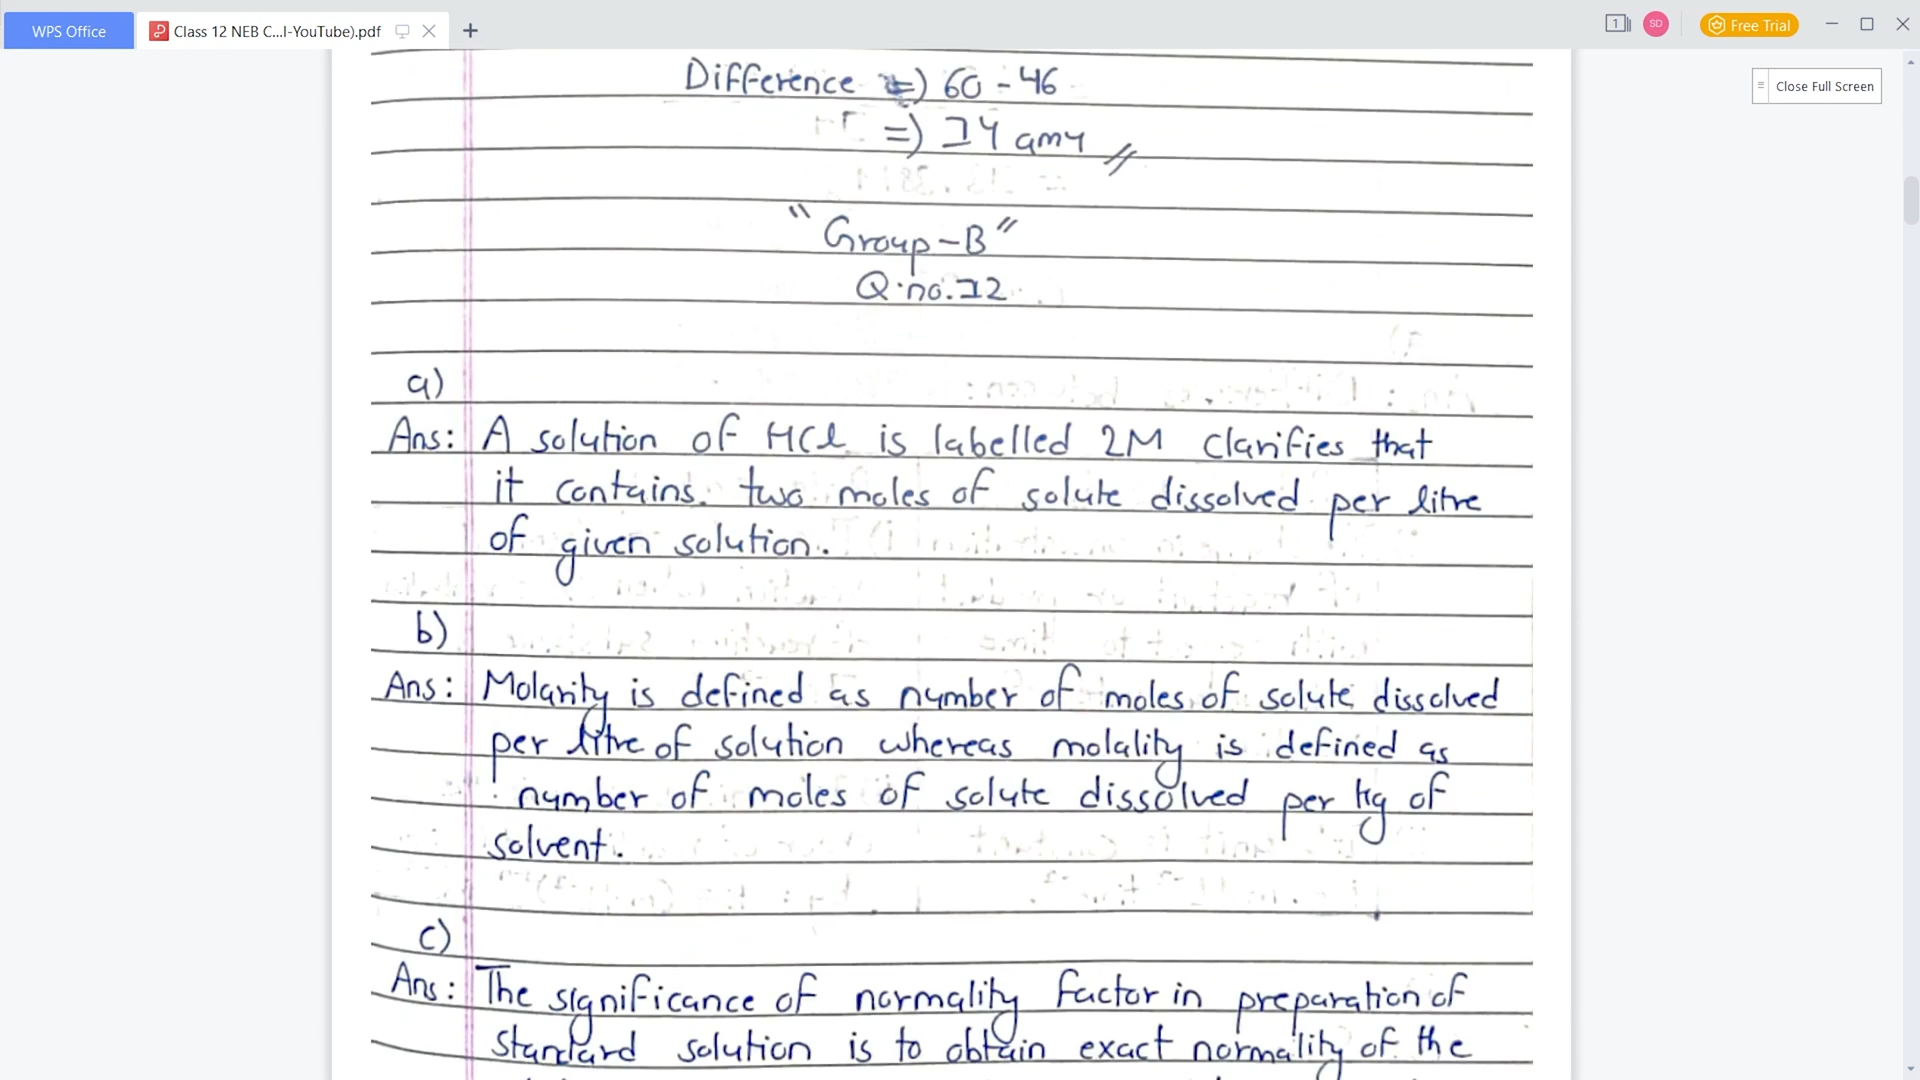 WPS Office
Class 12 NEB C...I-YouTube).pdf
1
SD
Free Trial
Close Full Screen
Difference => 60 - 46
=> 14 amu
"Group-B"
Q.no.12
a)
Ans: A solution of HCl is labelled 2M clarifies that
it contains two moles of solute dissolved per litre
of given solution.
b)
Ans: Molarity is defined as number of moles of solute dissolved
per litre of solution whereas molality is defined as
number of moles of solute dissolved per kg of
solvent.
c)
Ans: The significance of normality factor in preparation of
standard solution is to obtain exact normality of the